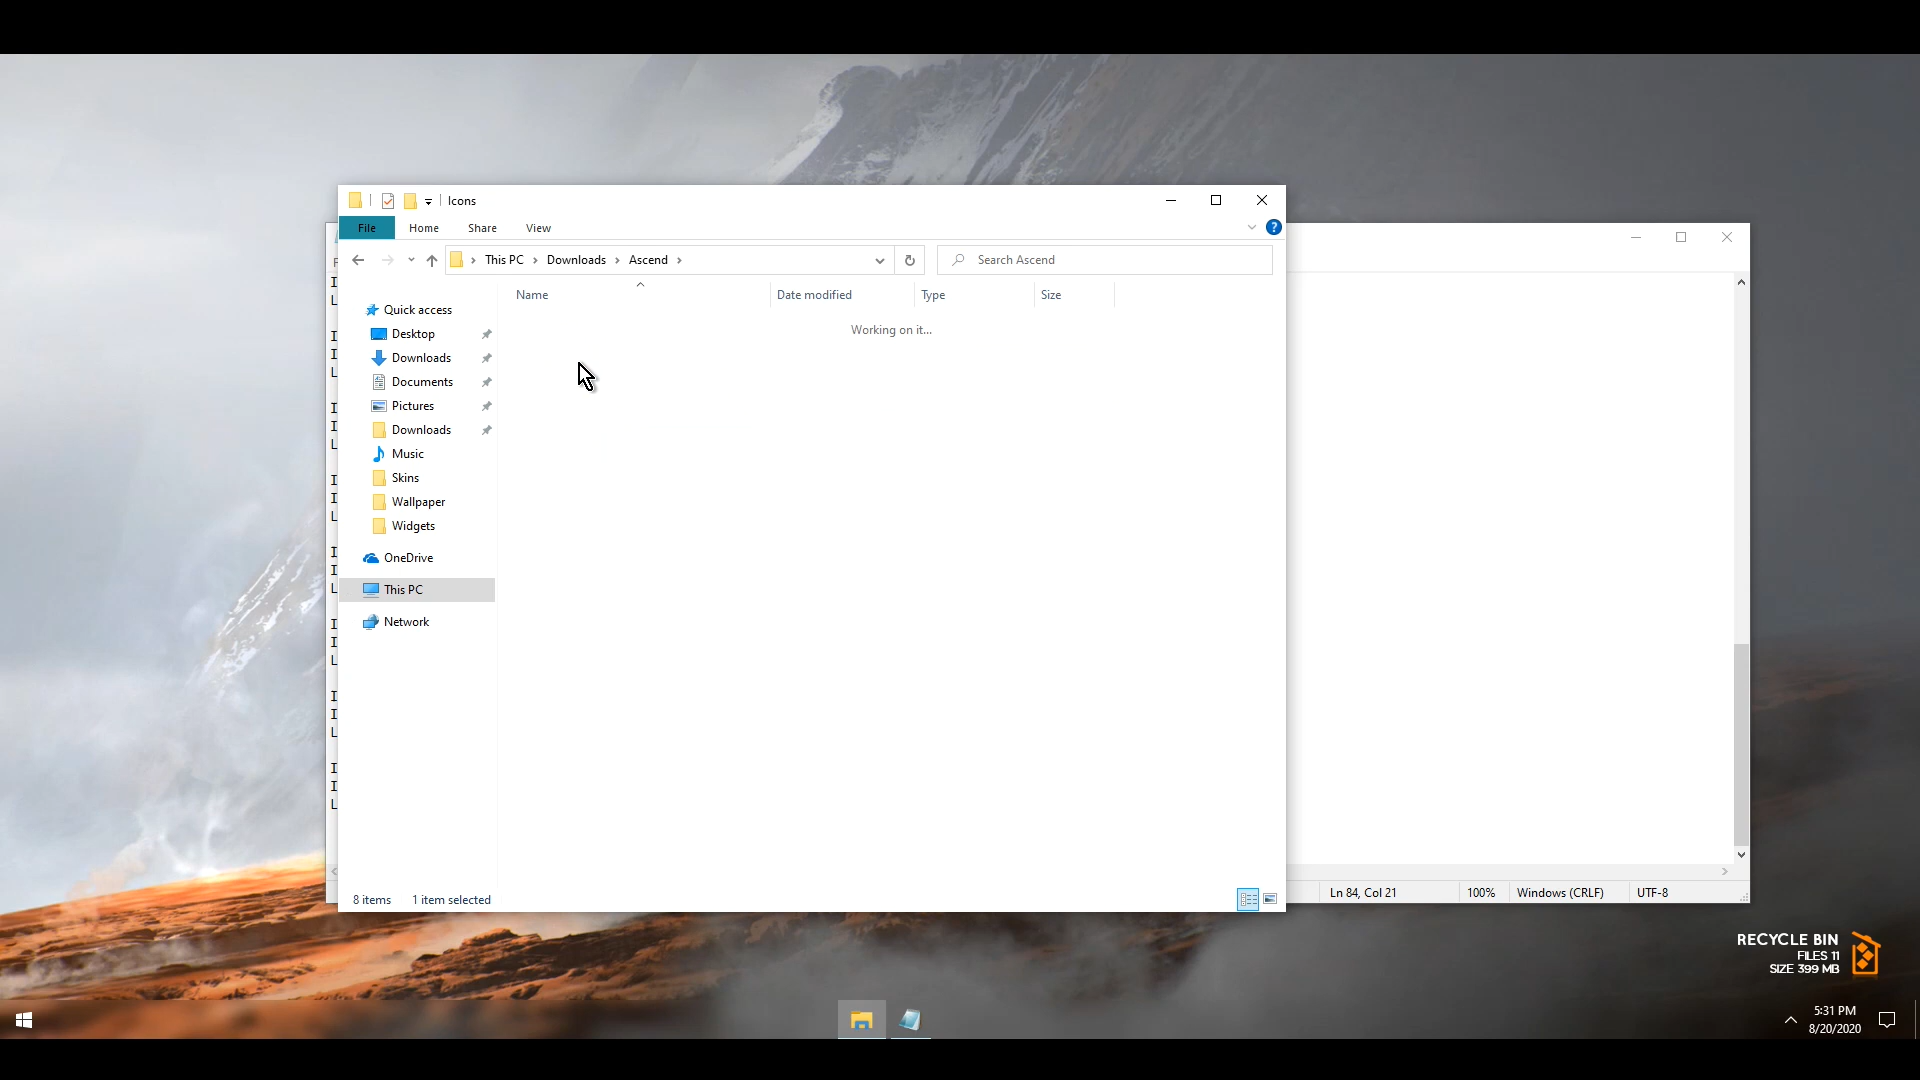 Icons
File Home Share View
This PC Downloads Ascend
Search Ascend
Name Date modified Type Size
Working on it...
Quick access
Desktop
Downloads
Documents
Pictures
Downloads
Music
Skins
Wallpaper
Widgets
OneDrive
This PC
Network
8 items 1 item selected
Ln 84, Col 21 100% Windows (CRLF) UTF-8
RECYCLE BIN
FILES 11
SIZE 399 MB
5:31 PM
8/20/2020